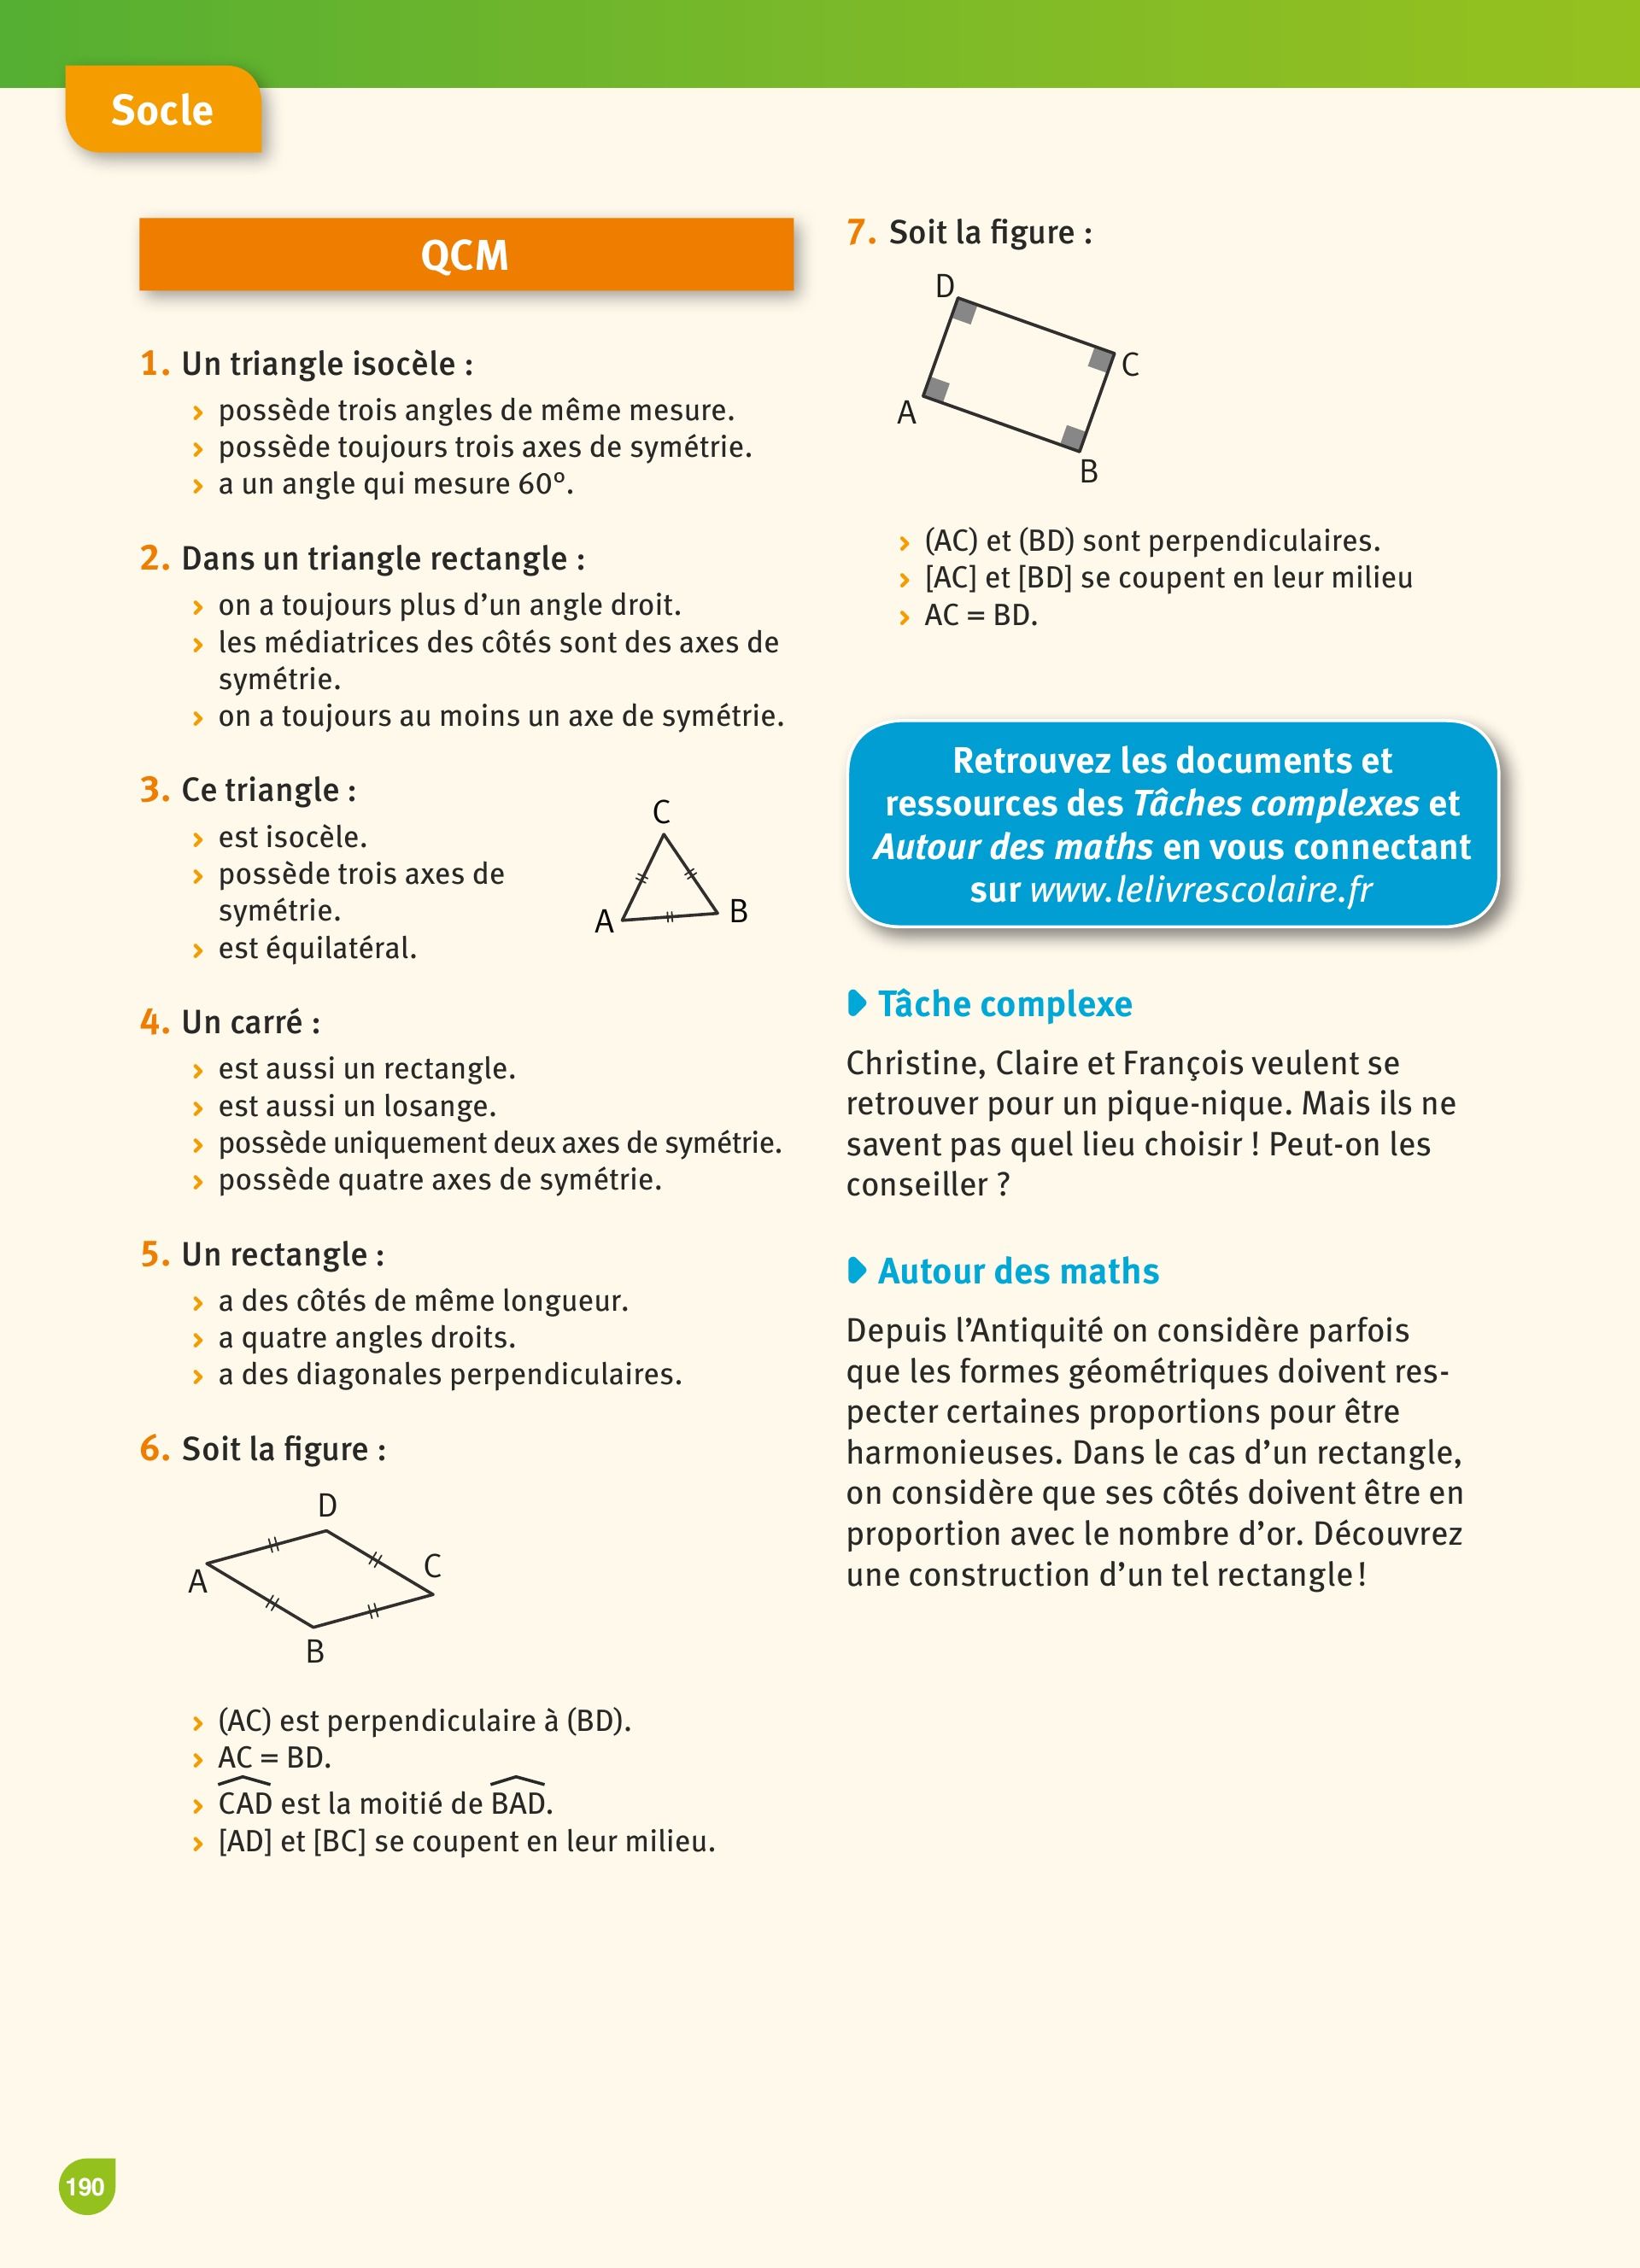 Socle
QCM
1. Un triangle isocèle :
› possède trois angles de même mesure.
› possède toujours trois axes de symétrie.
› a un angle qui mesure 60°.
2. Dans un triangle rectangle :
› on a toujours plus d’un angle droit.
› les médiatrices des côtés sont des axes de
symétrie.
› on a toujours au moins un axe de symétrie.
3. Ce triangle :
› est isocèle.
› possède trois axes de
symétrie.
› est équilatéral.
C
A
B
4. Un carré :
› est aussi un rectangle.
› est aussi un losange.
› possède uniquement deux axes de symétrie.
› possède quatre axes de symétrie.
5. Un rectangle :
› a des côtés de même longueur.
› a quatre angles droits.
› a des diagonales perpendiculaires.
6. Soit la figure :
D
C
A
B
› (AC) est perpendiculaire à (BD).
› AC = BD.
› CAD est la moitié de BAD.
› [AD] et [BC] se coupent en leur milieu.
7. Soit la figure :
D
C
A
B
› (AC) et (BD) sont perpendiculaires.
› [AC] et [BD] se coupent en leur milieu
› AC = BD.
Retrouvez les documents et
ressources des Tâches complexes et
Autour des maths en vous connectant
sur www.lelivrescolaire.fr
Tâche complexe
Christine, Claire et François veulent se
retrouver pour un pique-nique. Mais ils ne
savent pas quel lieu choisir ! Peut-on les
conseiller ?
Autour des maths
Depuis l’Antiquité on considère parfois
que les formes géométriques doivent res-
pecter certaines proportions pour être
harmonieuses. Dans le cas d’un rectangle,
on considère que ses côtés doivent être en
proportion avec le nombre d’or. Découvrez
une construction d’un tel rectangle !
190